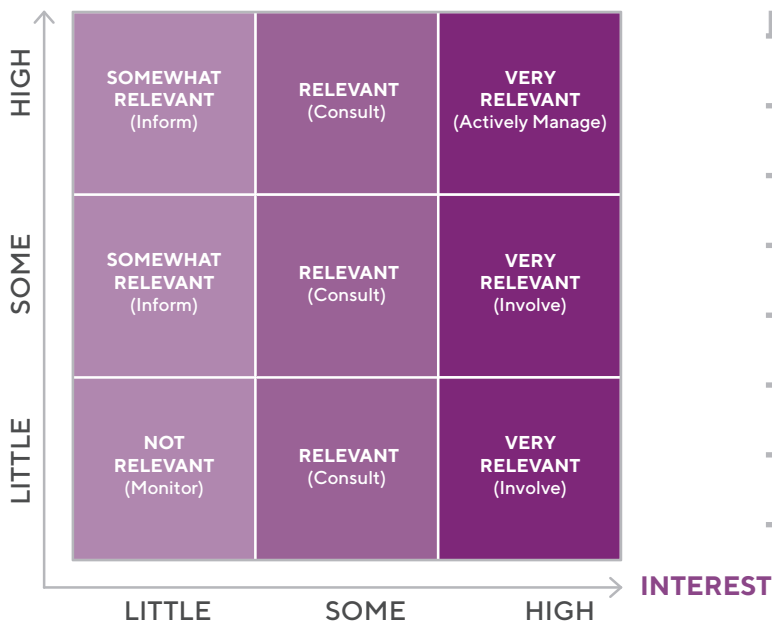 HIGH
SOMEWHAT
RELEVANT
(Inform)
RELEVANT
(Consult)
VERY
RELEVANT
(Actively Manage)
SOME
SOMEWHAT
RELEVANT
(Inform)
RELEVANT
(Consult)
VERY
RELEVANT
(Involve)
LITTLE
NOT
RELEVANT
(Monitor)
RELEVANT
(Consult)
VERY
RELEVANT
(Involve)
INTEREST
LITTLE
SOME
HIGH